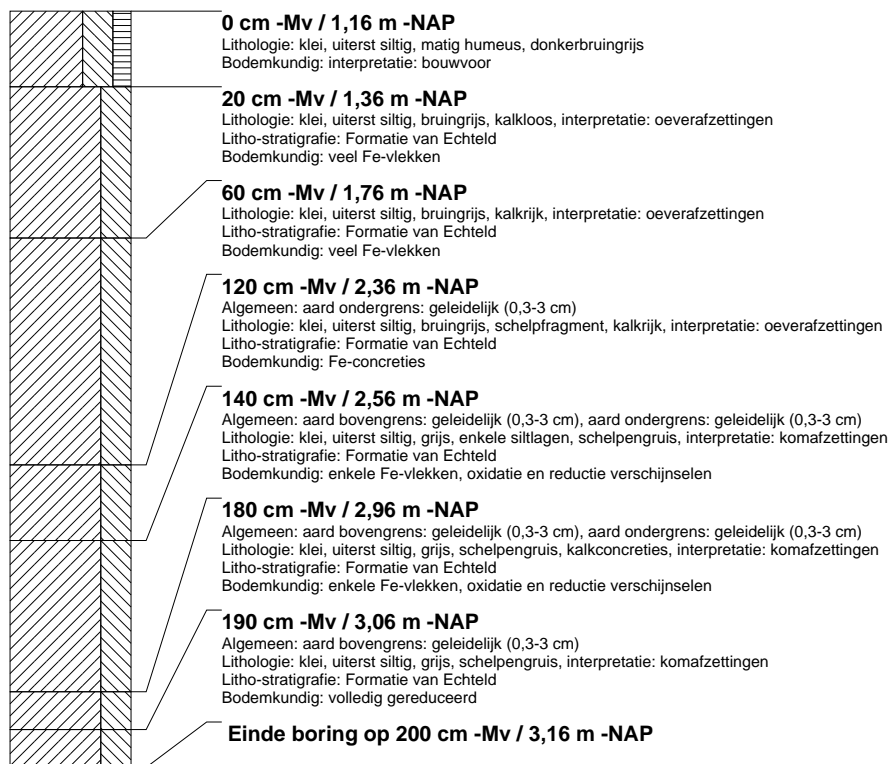 0 cm -Mv / 1,16 m -NAP
Lithologie: klei, uiterst siltig, matig humeus, donkerbruingrijs
Bodemkundig: interpretatie: bouwvoor
20 cm -Mv / 1,36 m -NAP
Lithologie: klei, uiterst siltig, bruingrijs, kalkloos, interpretatie: oeverafzettingen
Litho-stratigrafie: Formatie van Echteld
Bodemkundig: veel Fe-vlekken
60 cm -Mv / 1,76 m -NAP
Lithologie: klei, uiterst siltig, bruingrijs, kalkrijk, interpretatie: oeverafzettingen
Litho-stratigrafie: Formatie van Echteld
Bodemkundig: veel Fe-vlekken
120 cm -Mv / 2,36 m -NAP
Algemeen: aard ondergrens: geleidelijk (0,3-3 cm)
Lithologie: klei, uiterst siltig, bruingrijs, schelpfragment, kalkrijk, interpretatie: oeverafzettingen
Litho-stratigrafie: Formatie van Echteld
Bodemkundig: Fe-concreties
140 cm -Mv / 2,56 m -NAP
Algemeen: aard bovengrens: geleidelijk (0,3-3 cm), aard ondergrens: geleidelijk (0,3-3 cm)
Lithologie: klei, uiterst siltig, grijs, enkele siltlagen, schelpengruis, interpretatie: komafzettingen
Litho-stratigrafie: Formatie van Echteld
Bodemkundig: enkele Fe-vlekken, oxidatie en reductie verschijnselen
180 cm -Mv / 2,96 m -NAP
Algemeen: aard bovengrens: geleidelijk (0,3-3 cm), aard ondergrens: geleidelijk (0,3-3 cm)
Lithologie: klei, uiterst siltig, grijs, schelpengruis, kalkconcreties, interpretatie: komafzettingen
Litho-stratigrafie: Formatie van Echteld
Bodemkundig: enkele Fe-vlekken, oxidatie en reductie verschijnselen
190 cm -Mv / 3,06 m -NAP
Algemeen: aard bovengrens: geleidelijk (0,3-3 cm)
Lithologie: klei, uiterst siltig, grijs, schelpengruis, interpretatie: komafzettingen
Litho-stratigrafie: Formatie van Echteld
Bodemkundig: volledig gereduceerd
Einde boring op 200 cm -Mv / 3,16 m -NAP